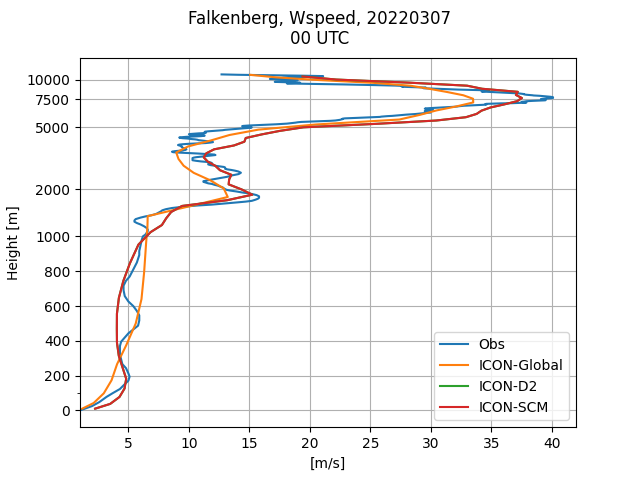 Falkenberg, Wspeed, 20220307
00 UTC
10000
7500
5000
2000
1000
800
600
400
200
0
Height [m]
Obs
ICON-Global
ICON-D2
ICON-SCM
5 10 15 20 25 30 35 40
[m/s]